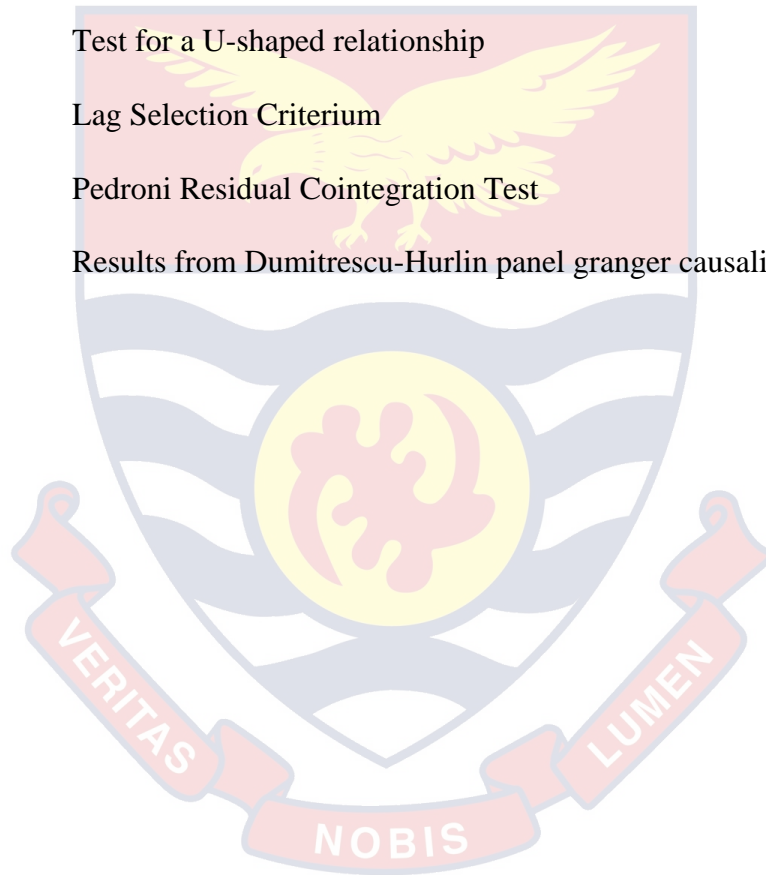 Test for a U-shaped relationship
Lag Selection Criterium
Pedroni Residual Cointegration Test
Results from Dumitrescu-Hurlin panel granger causali
VERITAS
NOBIS
LUMEN